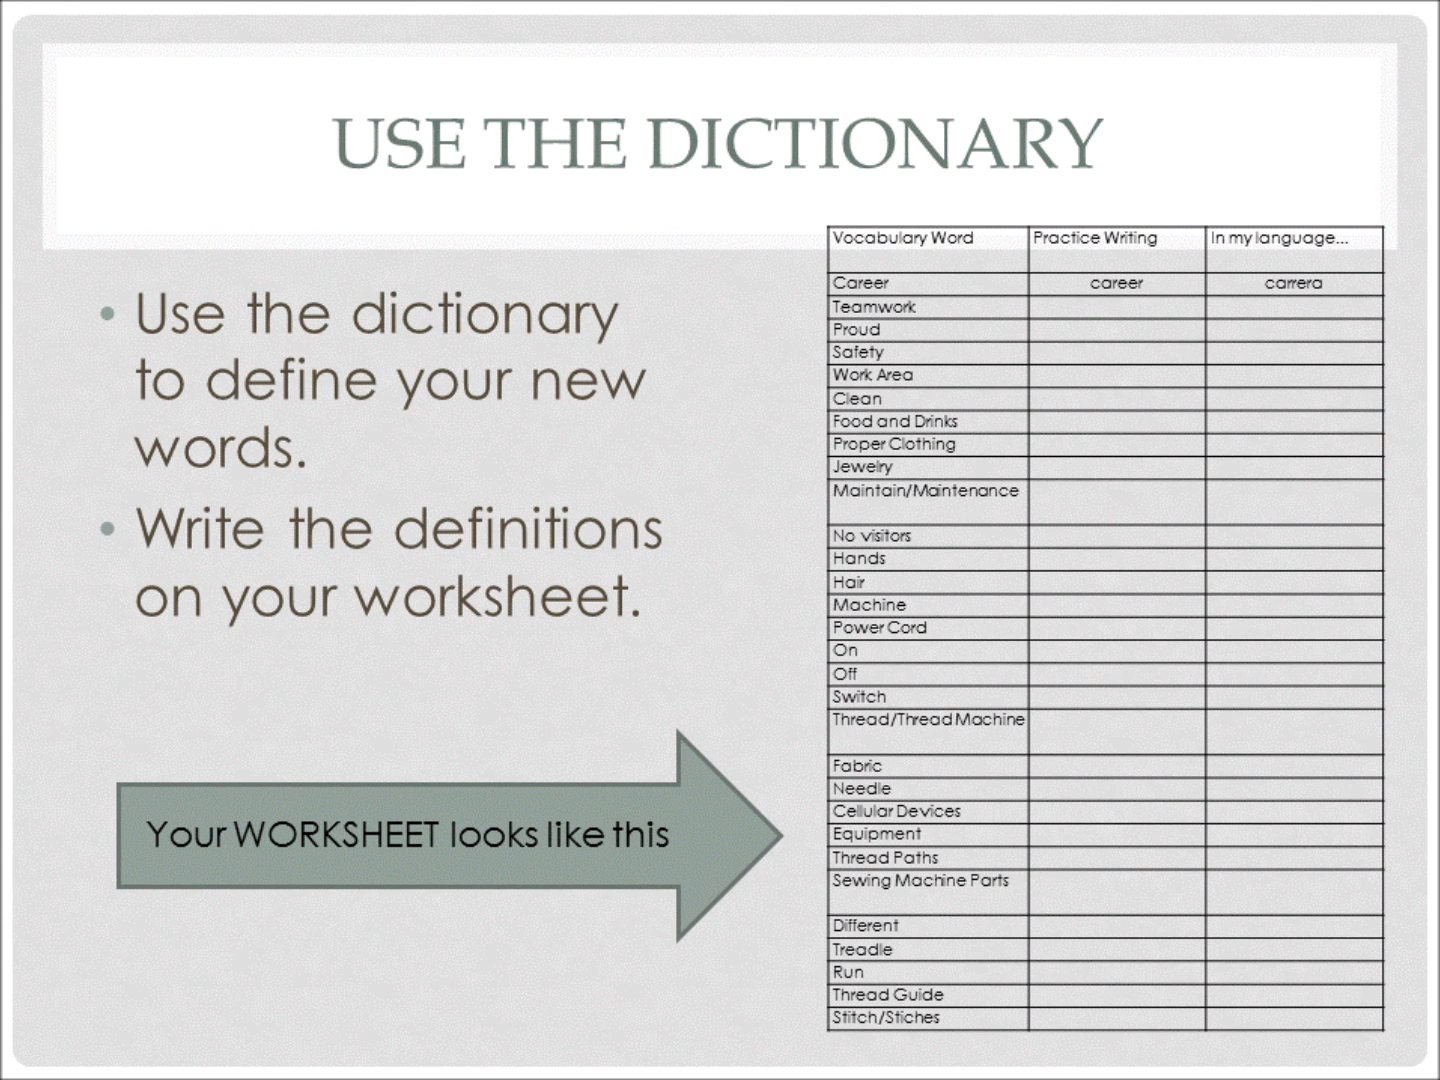 USE THE DICTIONARY
• Use the dictionary
to define your new
words.
• Write the definitions
on your worksheet.
Your WORKSHEET looks like this
Vocabulary Word Practice Writing In my language...
Career career carrera
Teamwork
Proud
Safety
Work Area
Clean
Food and Drinks
Proper Clothing
Jewelry
Maintain/Maintenance
No visitors
Hands
Hair
Machine
Power Cord
On
Off
Switch
Thread/Thread Machine
Fabric
Needle
Cellular Devices
Equipment
Thread Paths
Sewing Machine Parts
Different
Treadle
Run
Thread Guide
Stitch/Stiches